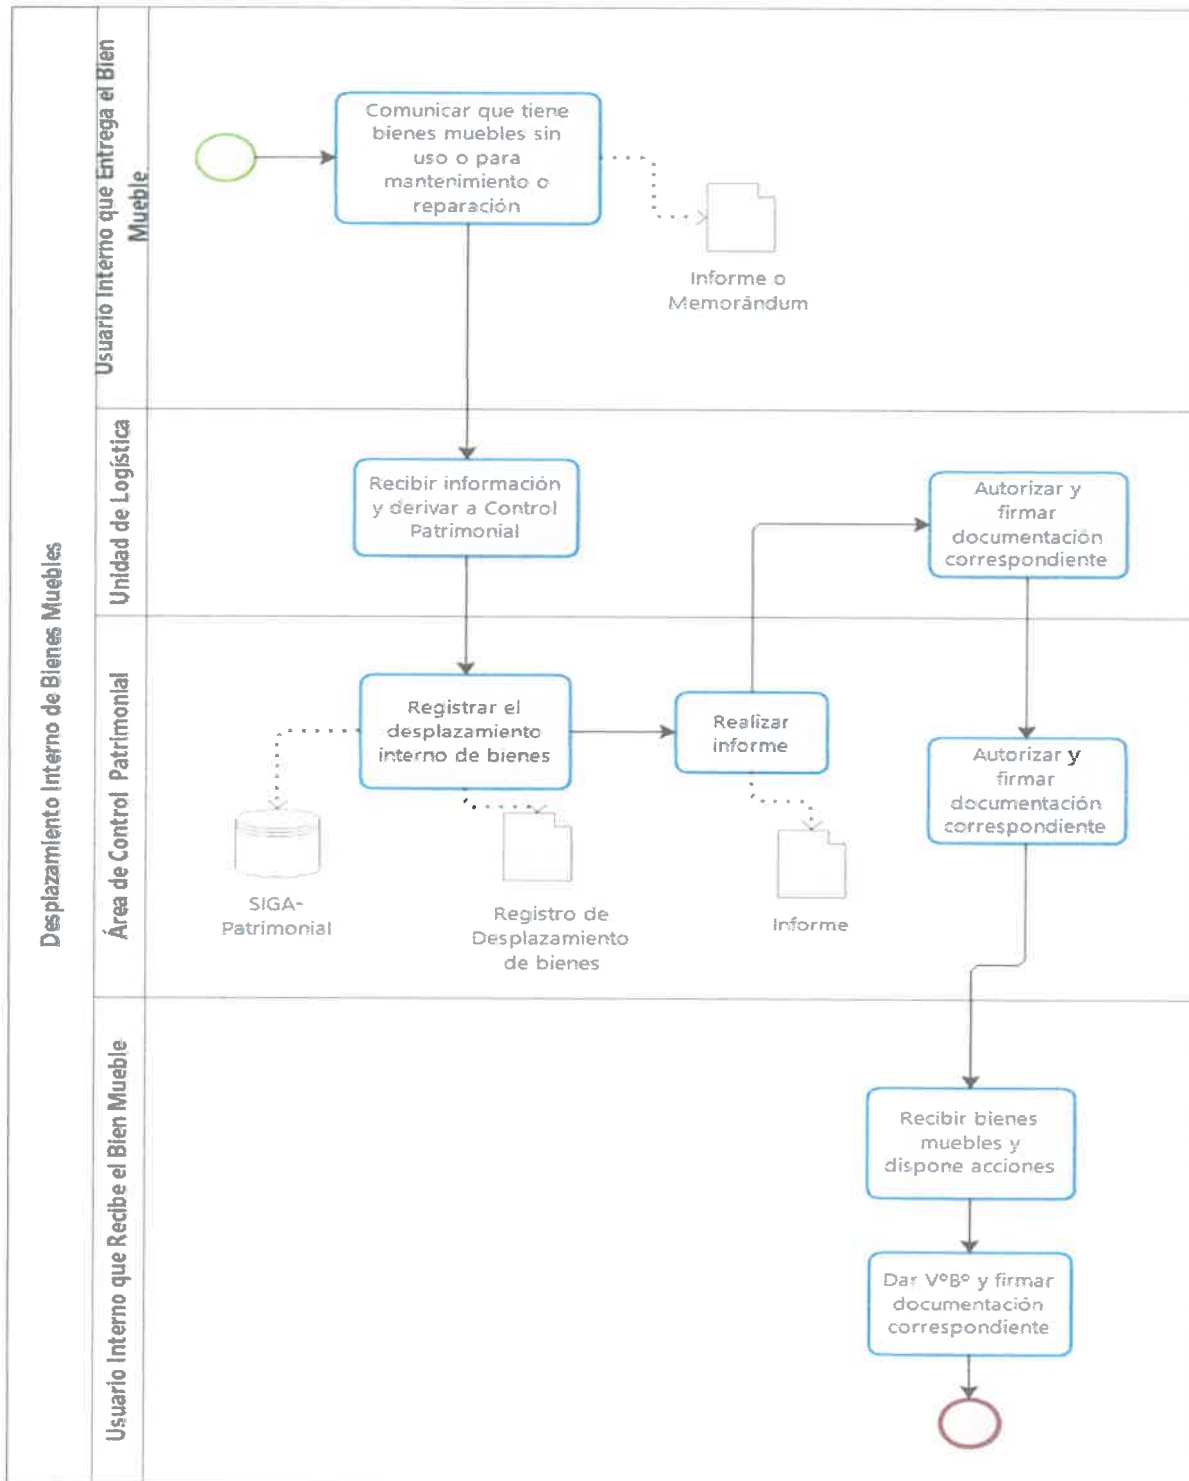 Desplazamiento Interno de Bienes Muebles
Usuario Interno que Entrega el Bien
Mueble
Comunicar que tiene
bienes muebles sin
uso o para
mantenimiento o
reparación
Informe o
Memorándum
Unidad de Logística
Recibir información
y derivar a Control
Patrimonial
Autorizar y
firmar
documentación
correspondiente
Área de Control Patrimonial
Registrar el
desplazamiento
interno de bienes
Realizar
informe
Autorizar y
firmar
documentación
correspondiente
SIGA-
Patrimonial
Registro de
Desplazamiento
de bienes
Informe
Usuario Interno que Recibe el Bien Mueble
Recibir bienes
muebles y
dispone acciones
Dar VºBº y firmar
documentación
correspondiente